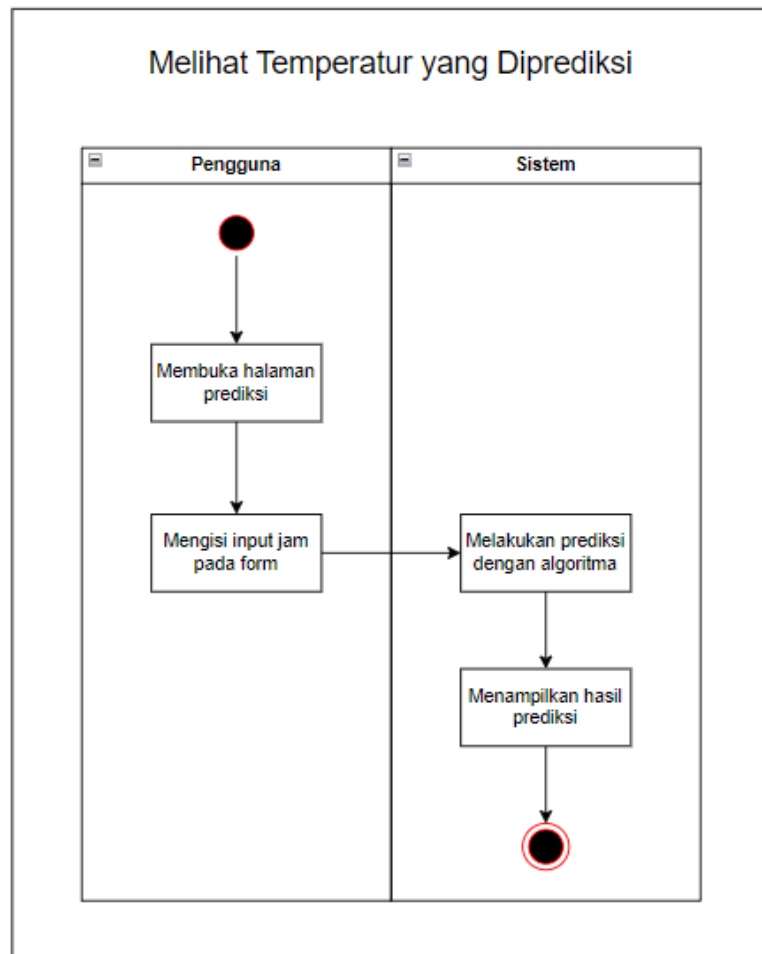 Melihat Temperatur yang Diprediksi
Pengguna
Sistem
Membuka halaman
prediksi
Mengisi input jam
pada form
Melakukan prediksi
dengan algoritma
Menampilkan hasil
prediksi